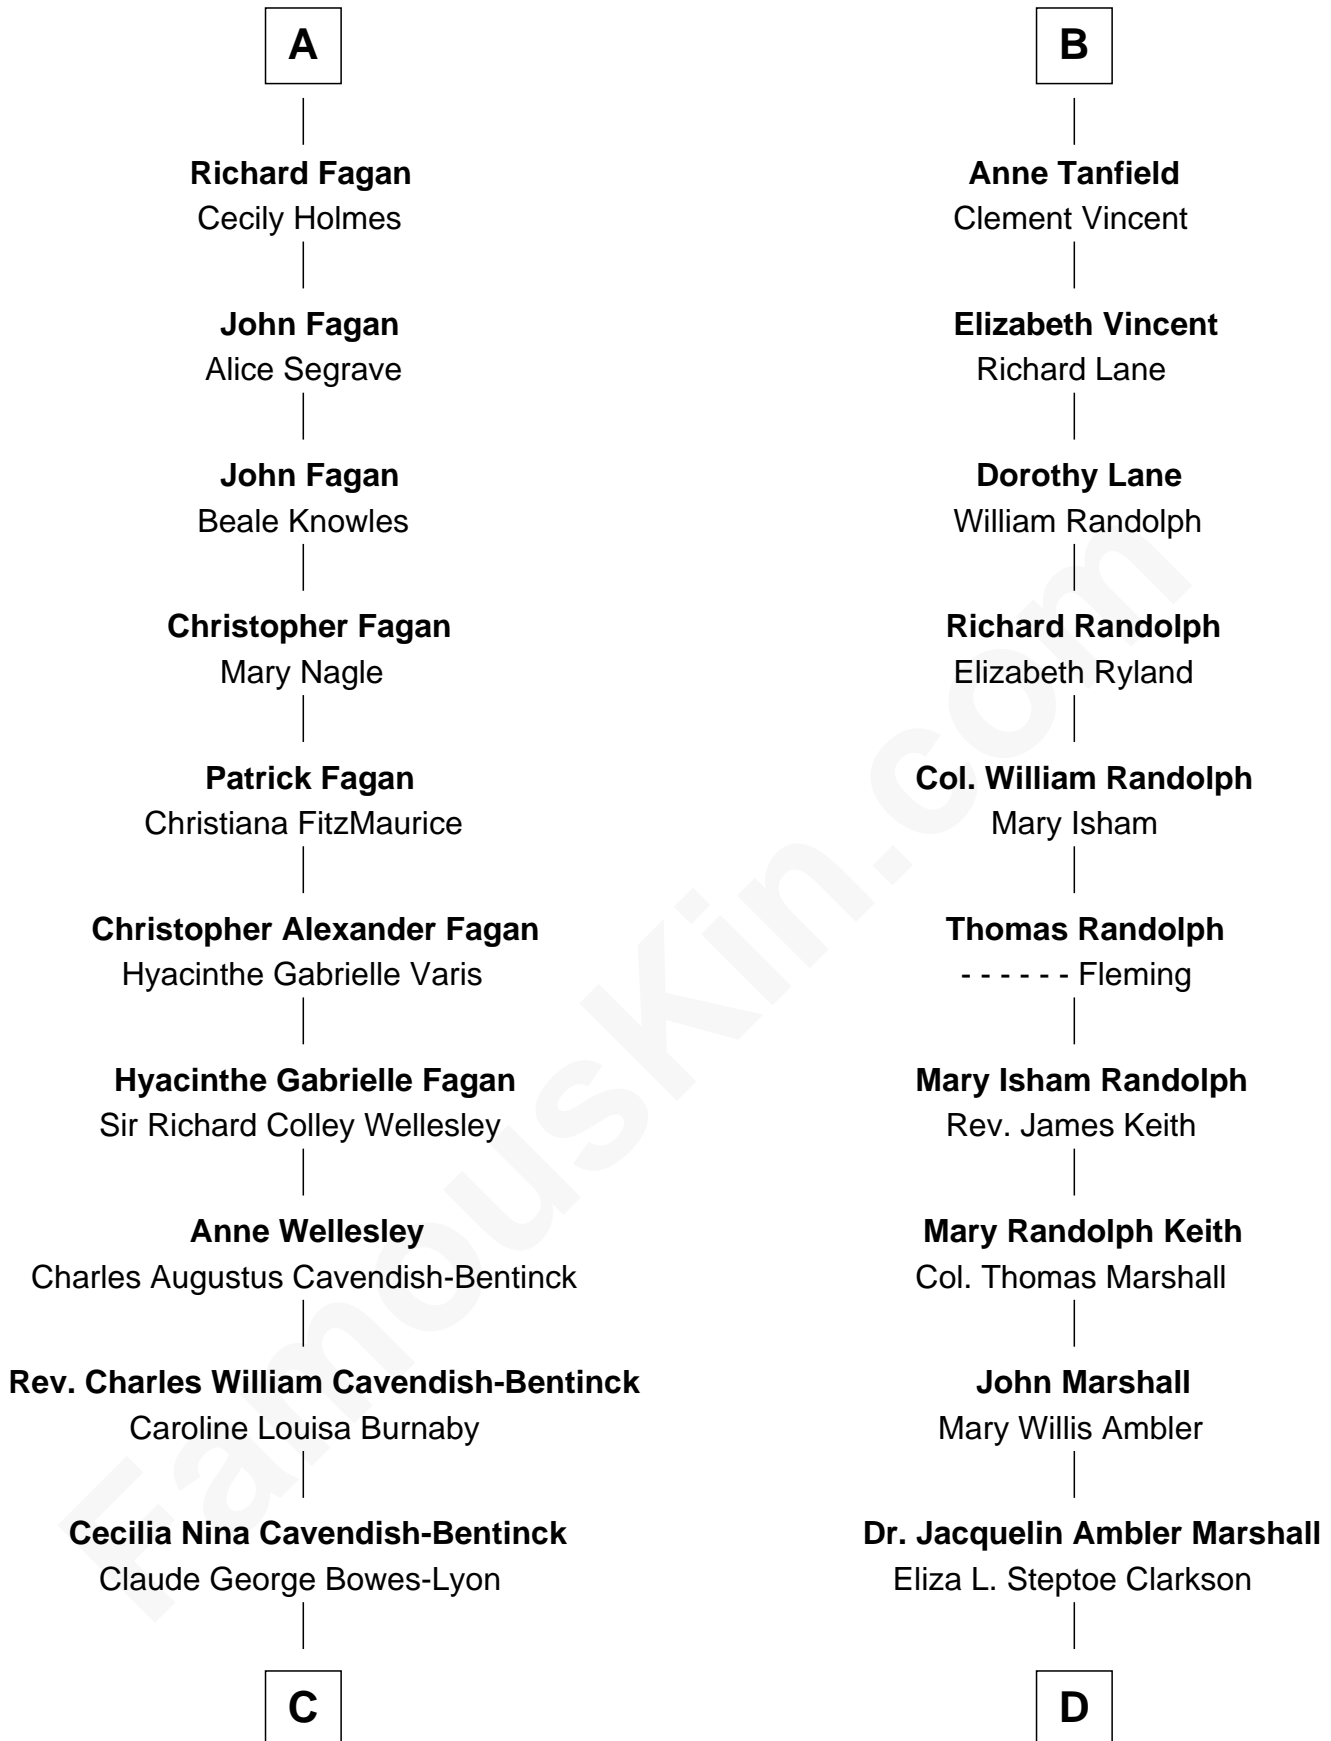 A
Richard Fagan
Cecily Holmes
John Fagan
Alice Segrave
John Fagan
Beale Knowles
Christopher Fagan
Mary Nagle
Patrick Fagan
Christiana FitzMaurice
Christopher Alexander Fagan
Hyacinthe Gabrielle Varis
Hyacinthe Gabrielle Fagan
Sir Richard Colley Wellesley
Anne Wellesley
Charles Augustus Cavendish-Bentinck
Rev. Charles William Cavendish-Bentinck
Caroline Louisa Burnaby
Cecilia Nina Cavendish-Bentinck
Claude George Bowes-Lyon
C
B
Anne Tanfield
Clement Vincent
Elizabeth Vincent
Richard Lane
Dorothy Lane
William Randolph
Richard Randolph
Elizabeth Ryland
Col. William Randolph
Mary Isham
Thomas Randolph
- - - - - - Fleming
Mary Isham Randolph
Rev. James Keith
Mary Randolph Keith
Col. Thomas Marshall
John Marshall
Mary Willis Ambler
Dr. Jacquelin Ambler Marshall
Eliza L. Steptoe Clarkson
D
FamousKin.com